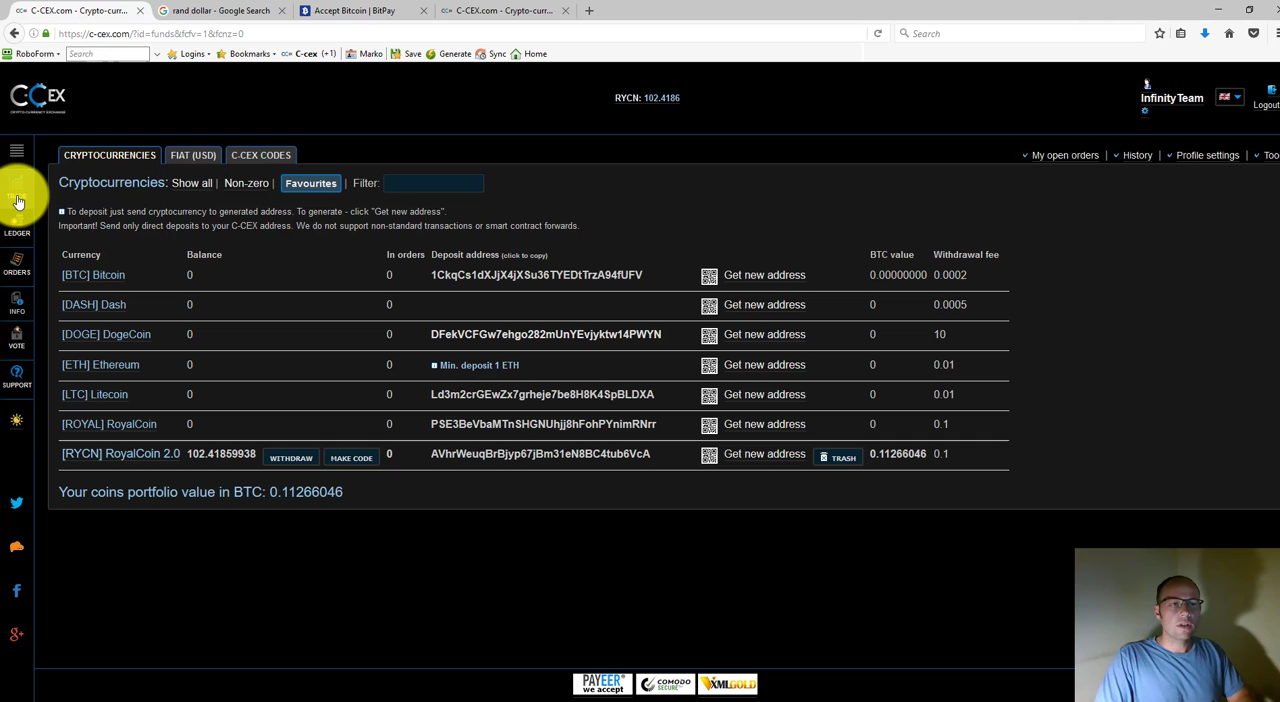 C-CEX.com - Crypto-curr...
rand dollar - Google Search
Accept Bitcoin | BitPay
C-CEX.com - Crypto-curr...
https://c-cex.com/?id=funds&fcfv=1&fcnz=0
Search
RoboForm
Search
Logins
Bookmarks
C-cex (+1)
Marko
Save
Generate
Sync
Home
C-CEX
CRYPTO-CURRENCY EXCHANGE
RYCN: 102.4186
InfinityTeam
Logout
CRYPTOCURRENCIES
FIAT (USD)
C-CEX CODES
My open orders
History
Profile settings
Too
Cryptocurrencies: Show all | Non-zero | Favourites | Filter:
To deposit just send cryptocurrency to generated address. To generate - click "Get new address".
Important! Send only direct deposits to your C-CEX address. We do not support non-standard transactions or smart contract forwards.
Currency Balance In orders Deposit address (click to copy) BTC value Withdrawal fee
[BTC] Bitcoin 0 0 1CkqCs1dXJjX4jXSu36TYEDtTrzA94fUFV Get new address 0.00000000 0.0002
[DASH] Dash 0 0 Get new address 0 0.0005
[DOGE] DogeCoin 0 0 DFekVCFGw7ehgo282mUnYEvjyktw14PWYN Get new address 0 10
[ETH] Ethereum 0 0 Min. deposit 1 ETH Get new address 0 0.01
[LTC] Litecoin 0 0 Ld3m2crGEwZx7grheje7be8H8K4SpBLDXA Get new address 0 0.01
[ROYAL] RoyalCoin 0 0 PSE3BeVbaMTnSHGNUhjj8hFohPYnimRNrr Get new address 0 0.1
[RYCN] RoyalCoin 2.0 102.41859938 WITHDRAW MAKE CODE 0 AVhrWeuqBrBjyp67jBm31eN8BC4tub6VcA Get new address TRASH 0.11266046 0.1
Your coins portfolio value in BTC: 0.11266046
LEDGER
ORDERS
INFO
VOTE
SUPPORT
PAYEER
we accept
COMODO
SECURE
XMLGOLD